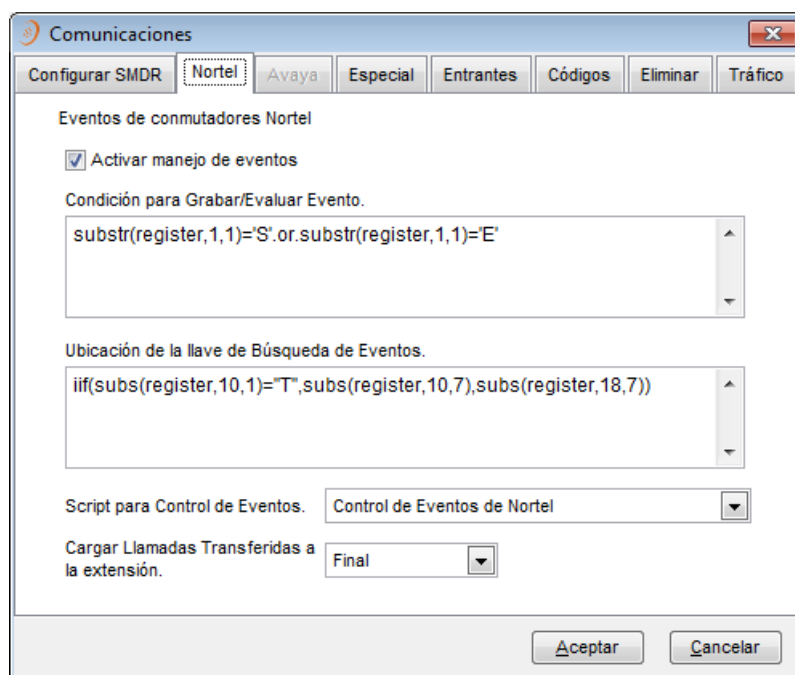 Comunicaciones
Configurar SMDR Nortel Avaya Especial Entrantes Códigos Eliminar Tráfico
Eventos de conmutadores Nortel
Activar manejo de eventos
Condición para Grabar/Evaluar Evento.
substr(register,1,1)='S'.or.substr(register,1,1)='E'
Ubicación de la llave de Búsqueda de Eventos.
iif(subs(register,10,1)="T",subs(register,10,7),subs(register,18,7))
Script para Control de Eventos. Control de Eventos de Nortel
Cargar Llamadas Transferidas a
la extensión. Final
Aceptar Cancelar